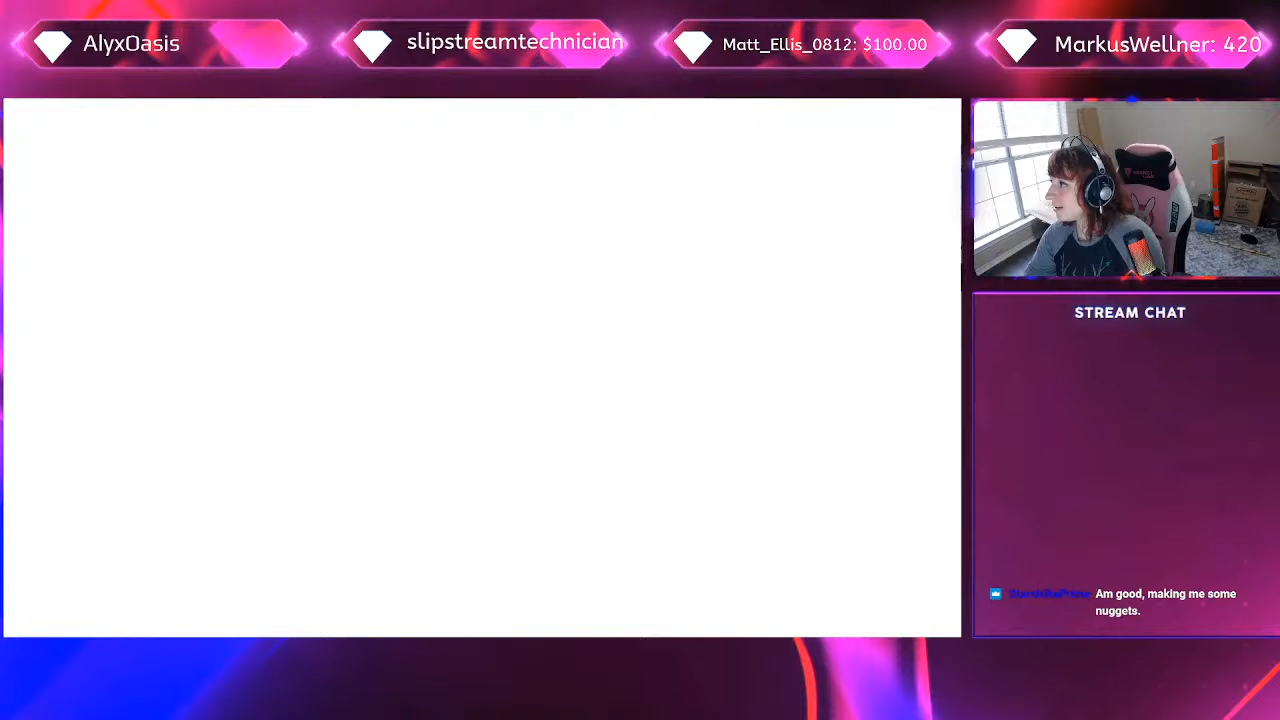 AlyxOasis
slipstreamtechnician
Matt_Ellis_0812: $100.00
MarkusWellner: 420
STREAM CHAT
Am good, making me some
nuggets.